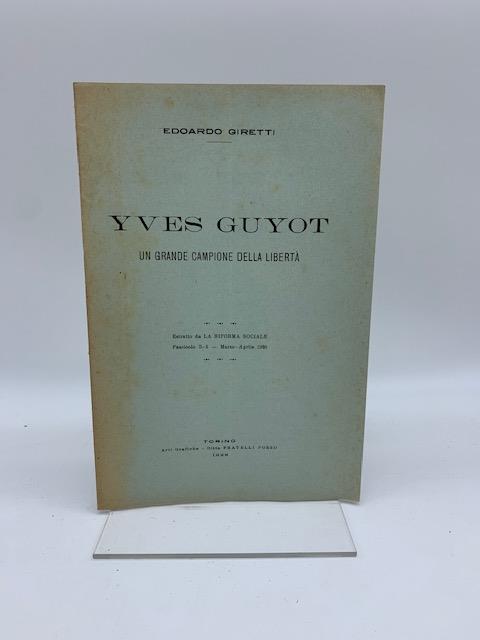 EDOARDO GIRETTI
YVES GUYOT
UN GRANDE CAMPIONE DELLA LIBERTÀ
Estratto da LA RIFORMA SOCIALE
Fascicolo 3-4 — Marzo-Aprile 1928
TORINO
Arti Grafiche - Ditta FRATELLI POZZO
1928